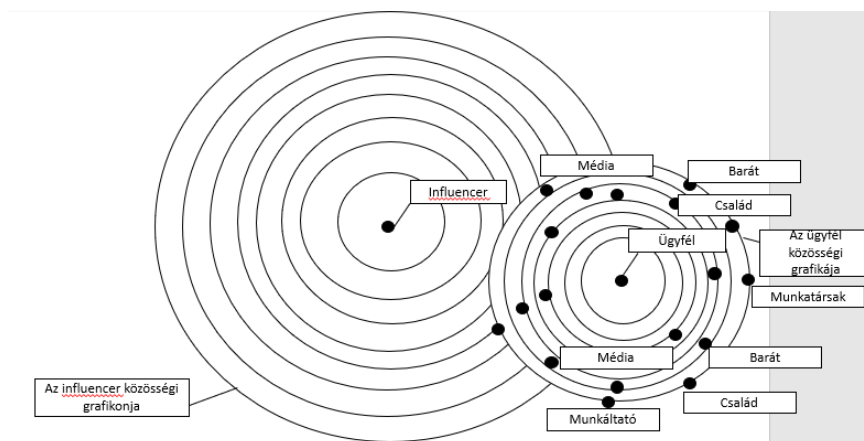 Média
Barát
Influencer
Család
Ügyfél
Az ügyfél
közösségi
grafikája
Munkatársak
Média
Barát
Az influencer közösségi
grafikonja
Család
Munkáltató